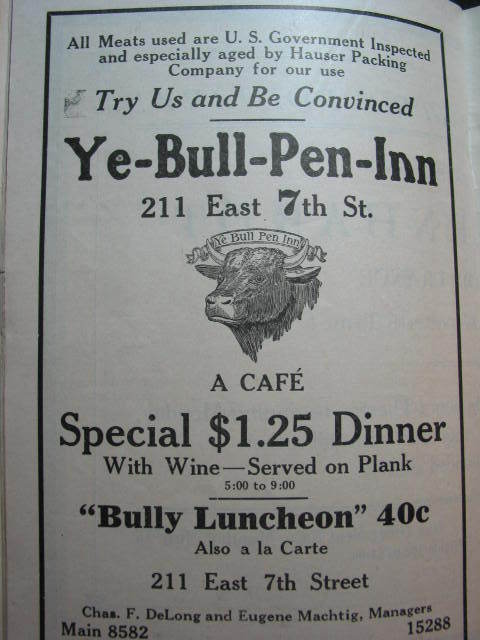 All Meats used are U. S. Government Inspected
and especially aged by Hauser Packing
Company for our use
Try Us and Be Convinced
Ye-Bull-Pen-Inn
211 East 7th St.
Ye Bull Pen Inn
A CAFÉ
Special $1.25 Dinner
With Wine—Served on Plank
5:00 to 9:00
"Bully Luncheon" 40c
Also a la Carte
211 East 7th Street
Chas. F. DeLong and Eugene Machtig, Managers
Main 8582 15288